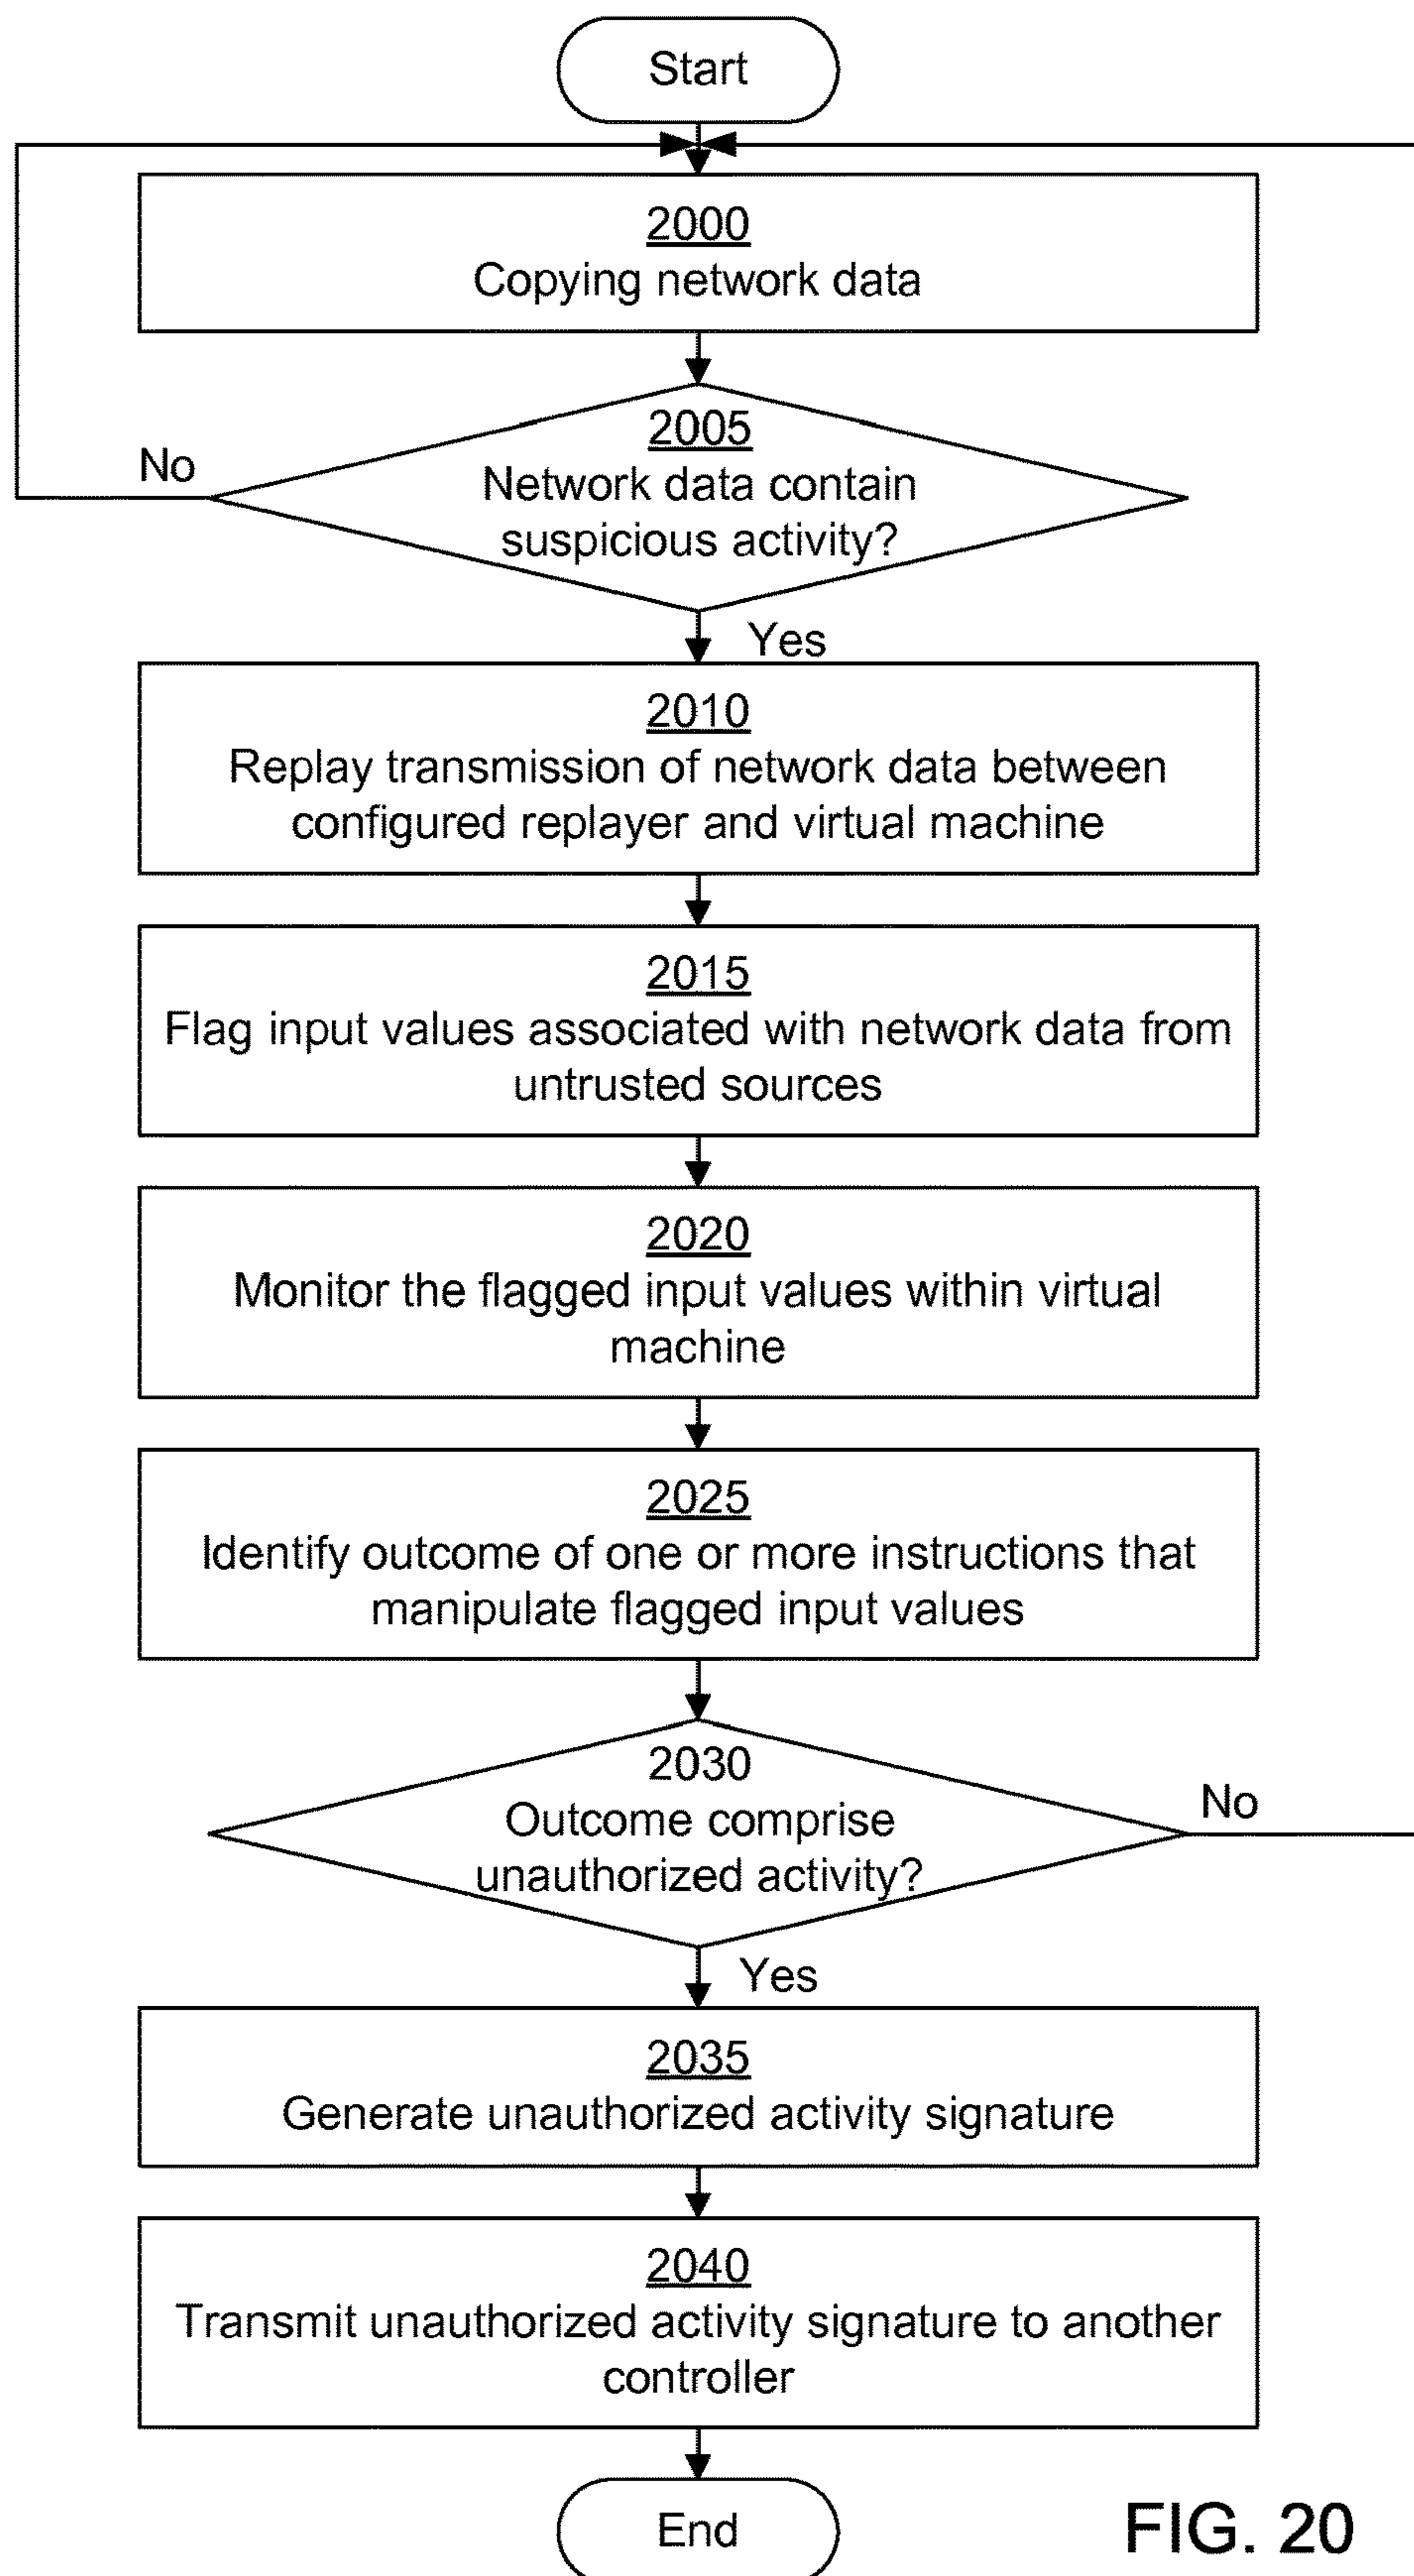 Start
2000
Copying network data
2005
Network data contain
suspicious activity?
No
Yes
2010
Replay transmission of network data between
configured replayer and virtual machine
2015
Flag input values associated with network data from
untrusted sources
2020
Monitor the flagged input values within virtual
machine
2025
Identify outcome of one or more instructions that
manipulate flagged input values
2030
Outcome comprise
unauthorized activity?
No
Yes
2035
Generate unauthorized activity signature
2040
Transmit unauthorized activity signature to another
controller
End
FIG. 20